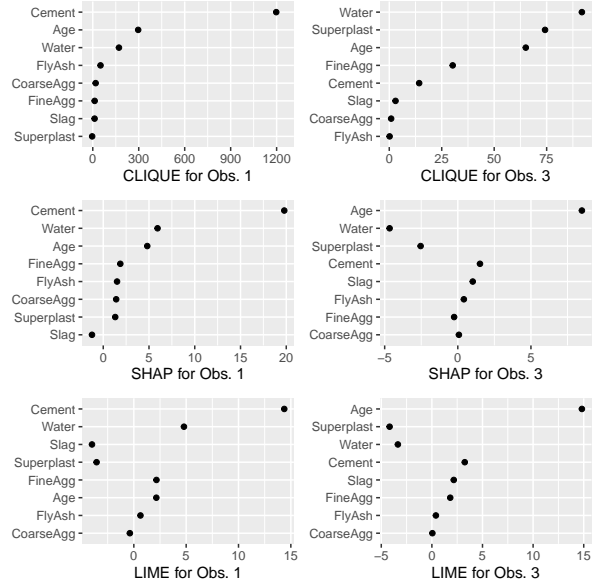 Cement
Age
Water
FlyAsh
CoarseAgg
FineAgg
Slag
Superplast
0 300 600 900 1200
CLIQUE for Obs. 1
Water
Superplast
Age
FineAgg
Cement
Slag
CoarseAgg
FlyAsh
0 25 50 75
CLIQUE for Obs. 3
Cement
Water
Age
FineAgg
FlyAsh
CoarseAgg
Superplast
Slag
0 5 10 15 20
SHAP for Obs. 1
Age
Water
Superplast
Cement
Slag
FlyAsh
FineAgg
CoarseAgg
−5 0 5
SHAP for Obs. 3
Cement
Water
Slag
Superplast
FineAgg
Age
FlyAsh
CoarseAgg
0 5 10 15
LIME for Obs. 1
Age
Superplast
Water
Cement
Slag
FineAgg
FlyAsh
CoarseAgg
−5 0 5 10 15
LIME for Obs. 3